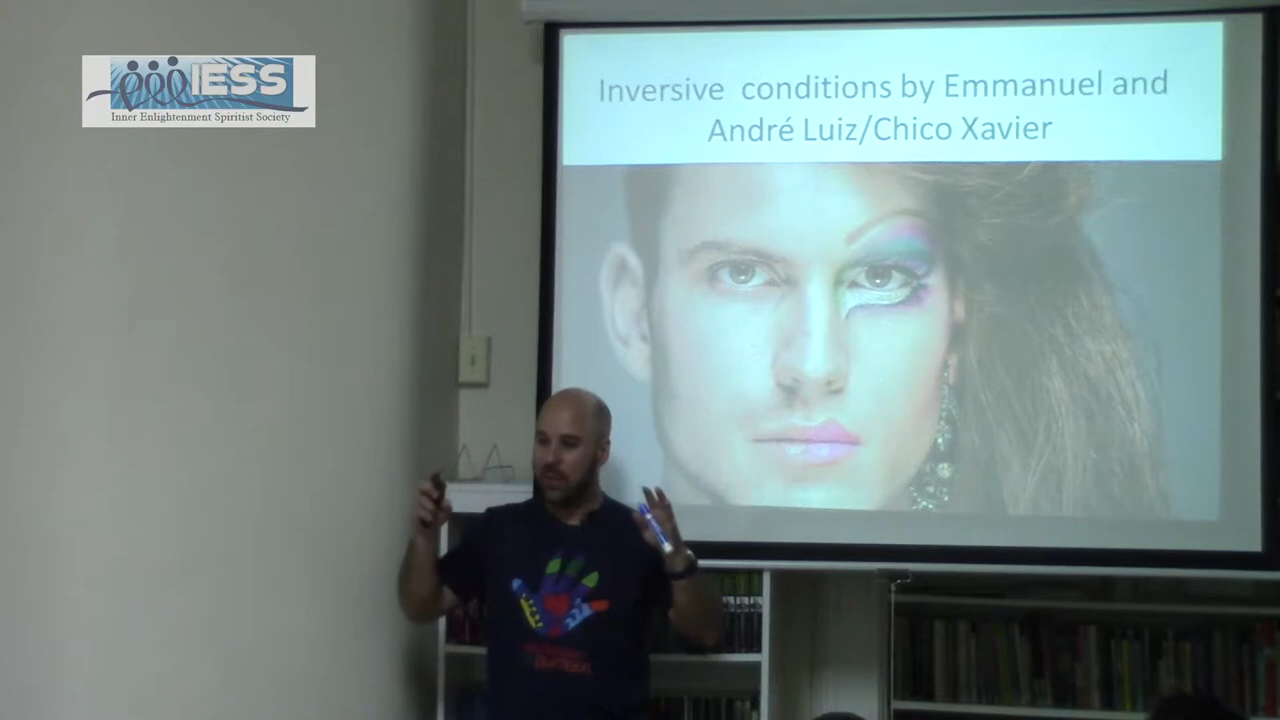 IESS
Inner Enlightenment Spiritist Society
Inversive conditions by Emmanuel and
André Luiz/Chico Xavier